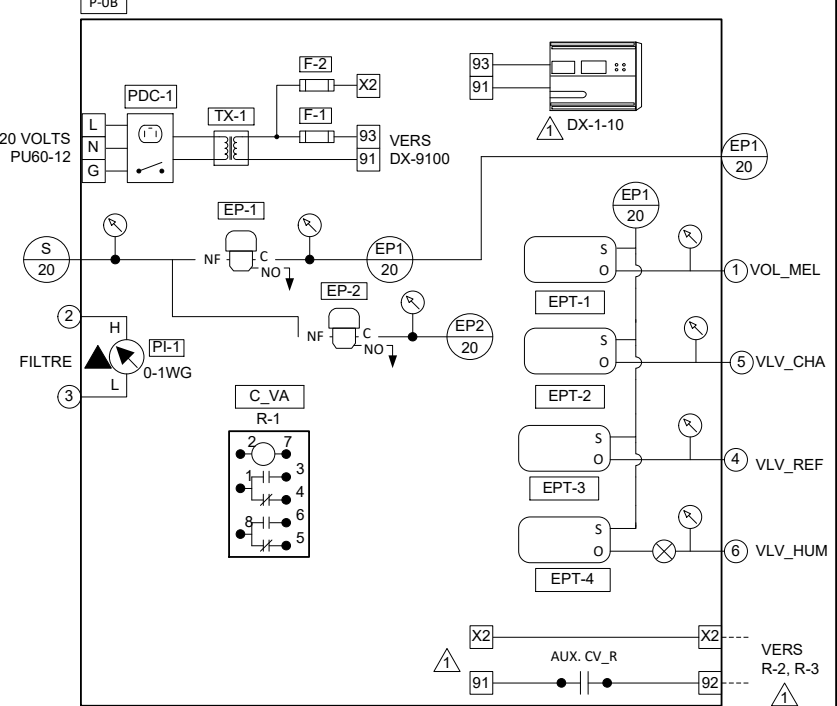 P-UB
PDC-1
L
N
G
20 VOLTS
PU60-12
TX-1
F-2
X2
F-1
93
91
VERS
DX-9100
93
91
1
DX-1-10
EP1
20
S
20
EP-1
NF
C
NO
EP1
20
EP-2
NF
C
NO
EP2
20
2
H
PI-1
0-1WG
L
3
FILTRE
C_VA
R-1
2
7
1
3
4
8
6
5
EP1
20
S
O
EPT-1
1
VOL_MEL
S
O
EPT-2
5
VLV_CHA
S
O
EPT-3
4
VLV_REF
S
O
EPT-4
6
VLV_HUM
X2
X2
1
91
AUX. CV_R
92
VERS
R-2, R-3
1